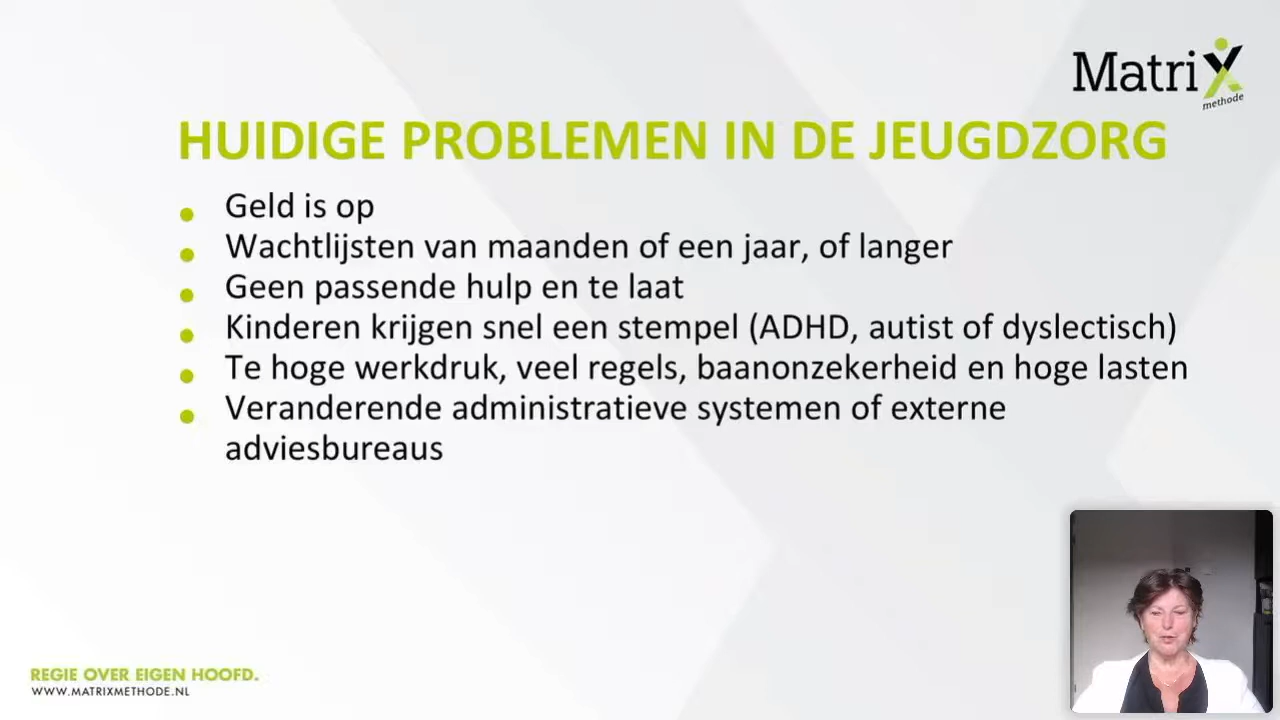 MatriX
methode
HUIDIGE PROBLEMEN IN DE JEUGDZORG
Geld is op
Wachtlijsten van maanden of een jaar, of langer
Geen passende hulp en te laat
Kinderen krijgen snel een stempel (ADHD, autist of dyslectisch)
Te hoge werkdruk, veel regels, baanonzekerheid en hoge lasten
Veranderende administratieve systemen of externe
adviesbureaus
REGIE OVER EIGEN HOOFD.
WWW.MATRIXMETHODE.NL